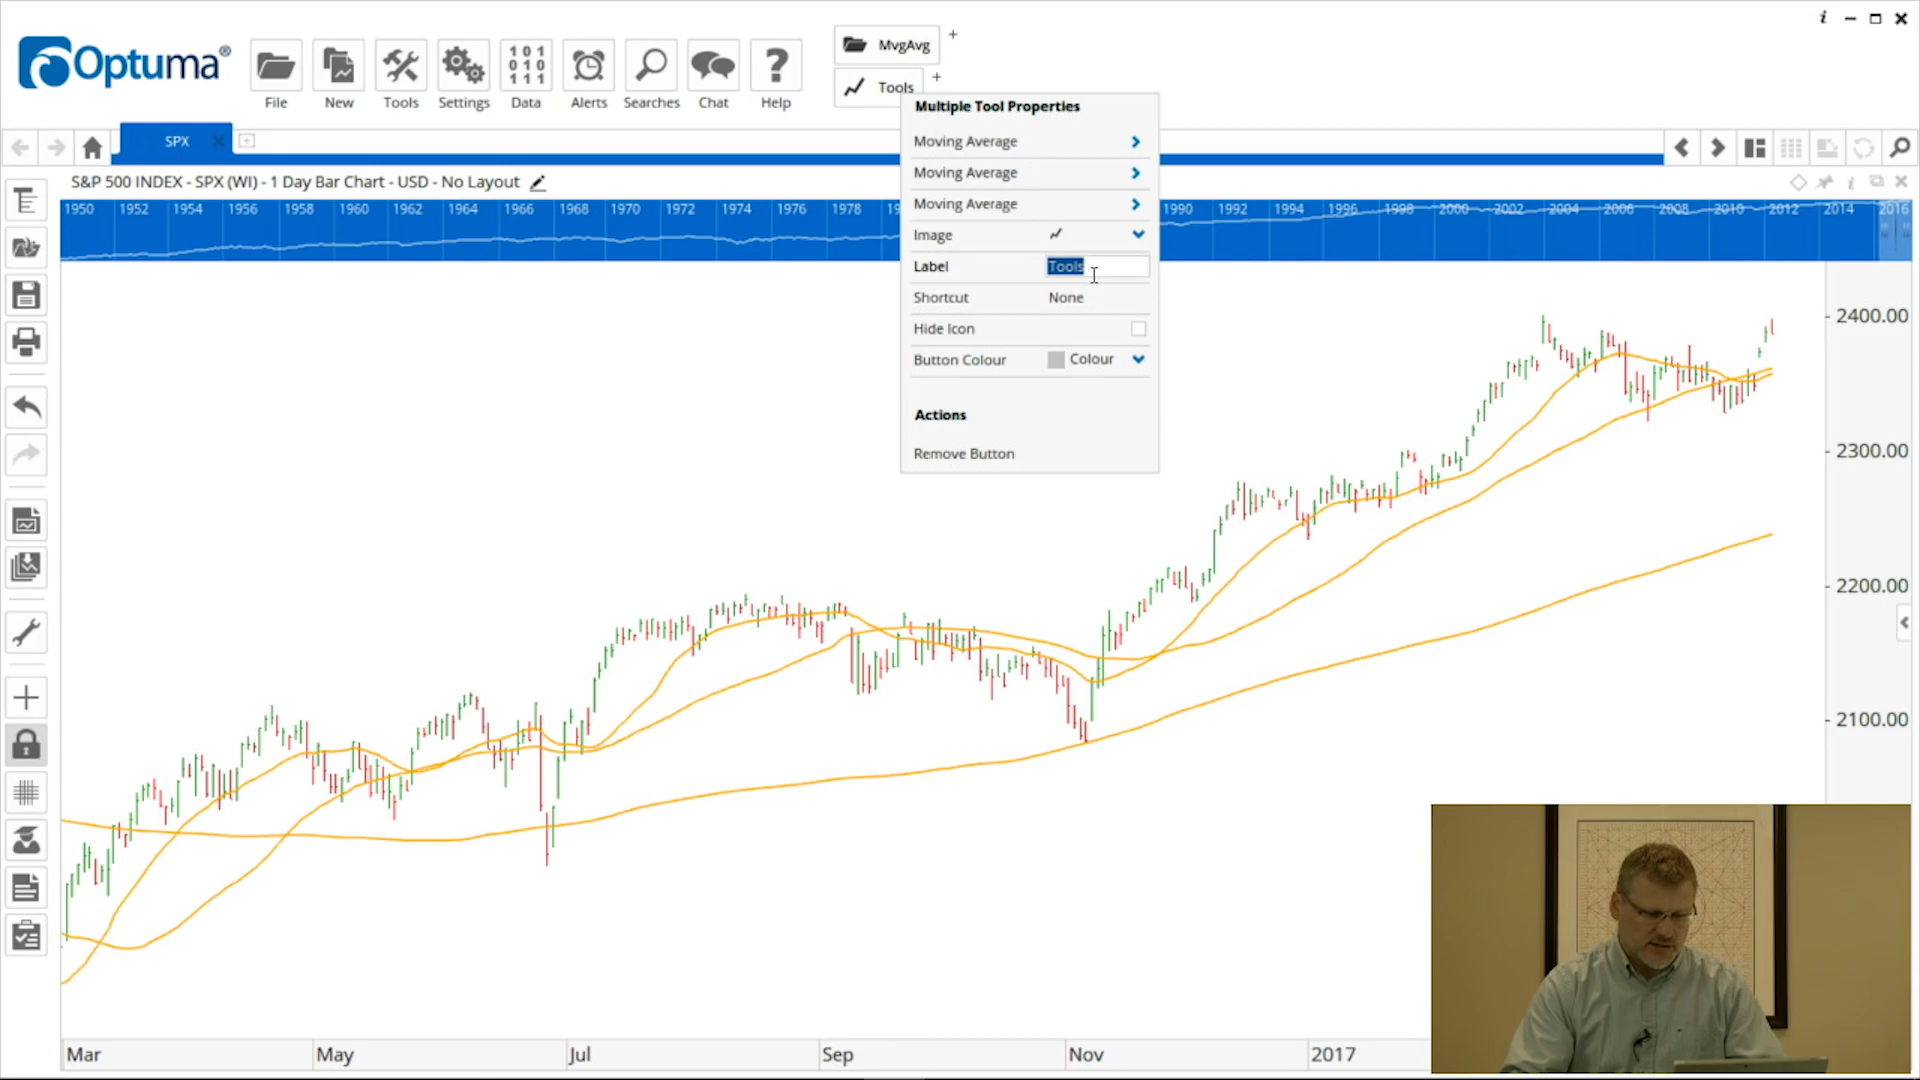 Optuma®
File
New
Tools
Settings
101
010
111
Data
Alerts
Searches
Chat
?
Help
MvgAvg
+
Tools
+
i
SPX
S&P 500 INDEX - SPX (WI) - 1 Day Bar Chart - USD - No Layout
i
1950 1952 1954 1956 1958 1960 1962 1964 1966 1968 1970 1972 1974 1976 1978 1990 1992 1994 1996 1998 2000 2002 2004 2006 2008 2010 2012 2014 2016
Multiple Tool Properties
Moving Average
Moving Average
Moving Average
Image
Label Tools
Shortcut None
Hide Icon
Button Colour Colour
Actions
Remove Button
2400.00
2300.00
2200.00
2100.00
Mar May Jul Sep Nov 2017